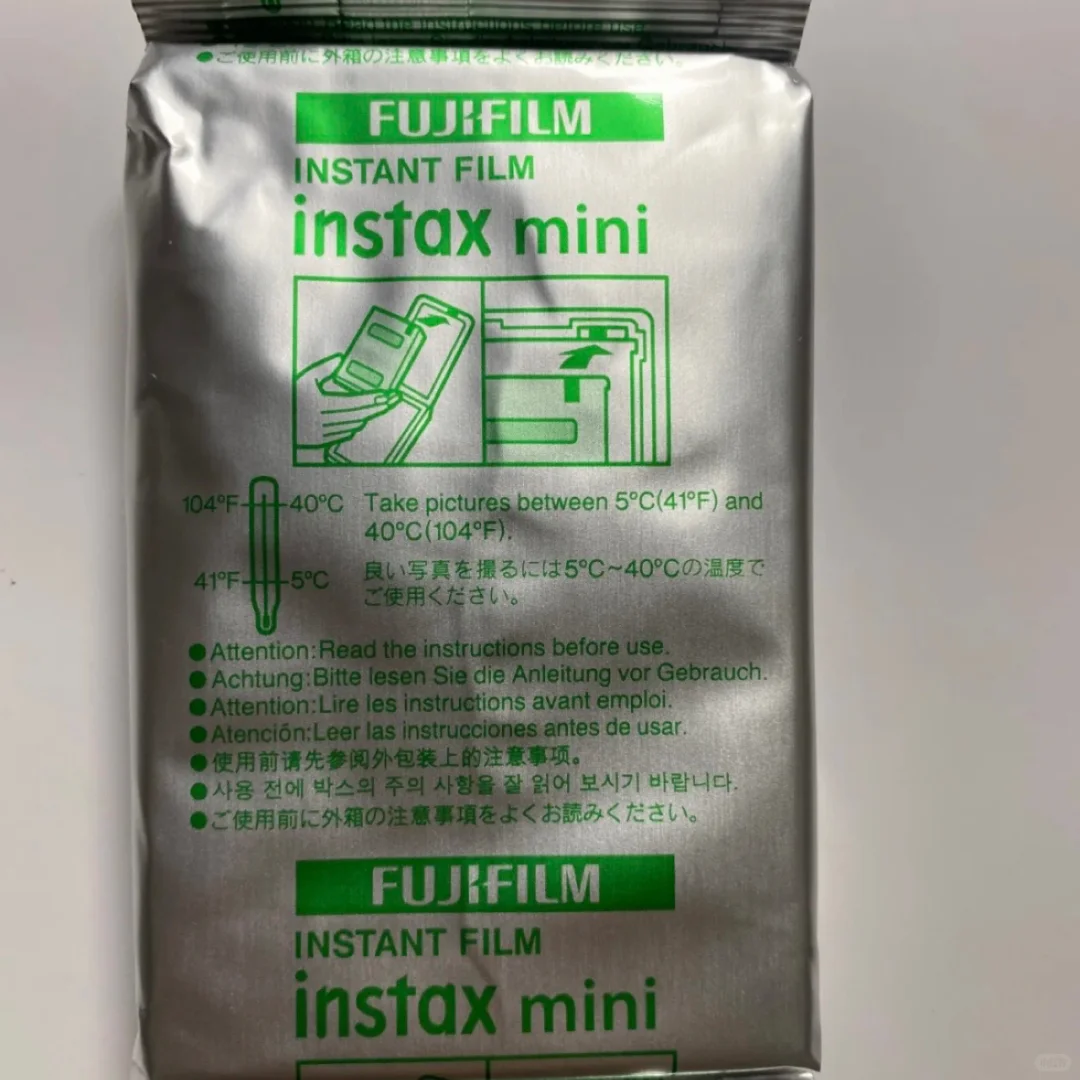 Read the instructions before use.
●ご使用前に外箱の注意事項をよくお読みください。
FUJIFILM
INSTANT FILM
instax mini
104°F 40°C
41°F 5°C
Take pictures between 5°C(41°F) and
40°C(104°F).
良い写真を撮るには5°C~40°Cの温度で
ご使用ください。
●Attention:Read the instructions before use.
●Achtung:Bitte lesen Sie die Anleitung vor Gebrauch.
●Attention:Lire les instructions avant emploi.
●Atención:Leer las instrucciones antes de usar.
●使用前请先参阅外包装上的注意事项。
●사용 전에 박스의 주의 사항을 잘 읽어 보시기 바랍니다.
●ご使用前に外箱の注意事項をよくお読みください。
FUJIFILM
INSTANT FILM
instax mini